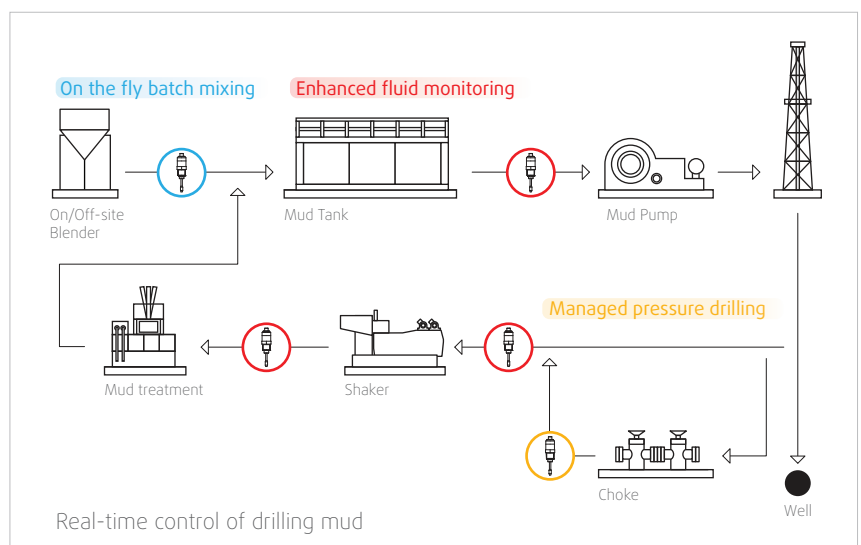 On the fly batch mixing
Enhanced fluid monitoring
On/Off-site
Blender
Mud Tank
Mud Pump
Managed pressure drilling
Mud treatment
Shaker
Choke
Well
Real-time control of drilling mud